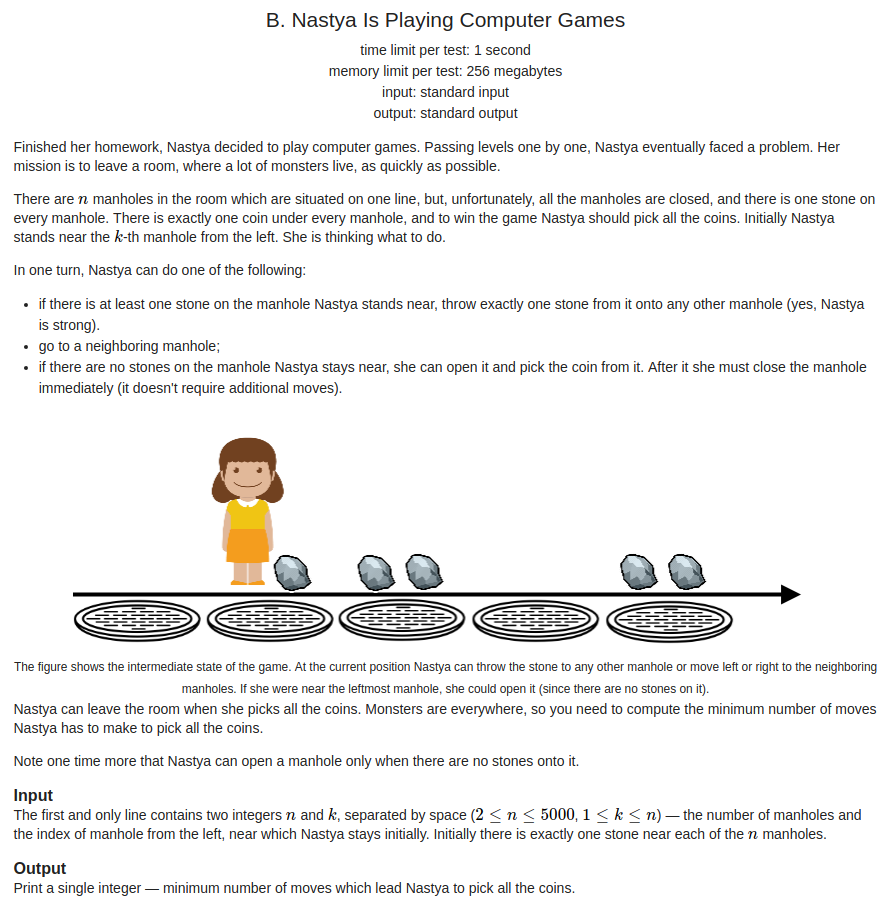 B. Nastya Is Playing Computer Games
time limit per test: 1 second
memory limit per test: 256 megabytes
input: standard input
output: standard output
Finished her homework, Nastya decided to play computer games. Passing levels one by one, Nastya eventually faced a problem. Her
mission is to leave a room, where a lot of monsters live, as quickly as possible.
There are n manholes in the room which are situated on one line, but, unfortunately, all the manholes are closed, and there is one stone on
every manhole. There is exactly one coin under every manhole, and to win the game Nastya should pick all the coins. Initially Nastya
stands near the k-th manhole from the left. She is thinking what to do.
In one turn, Nastya can do one of the following:
• if there is at least one stone on the manhole Nastya stands near, throw exactly one stone from it onto any other manhole (yes, Nastya
is strong).
• go to a neighboring manhole;
• if there are no stones on the manhole Nastya stays near, she can open it and pick the coin from it. After it she must close the manhole
immediately (it doesn't require additional moves).
The figure shows the intermediate state of the game. At the current position Nastya can throw the stone to any other manhole or move left or right to the neighboring
manholes. If she were near the leftmost manhole, she could open it (since there are no stones on it).
Nastya can leave the room when she picks all the coins. Monsters are everywhere, so you need to compute the minimum number of moves
Nastya has to make to pick all the coins.
Note one time more that Nastya can open a manhole only when there are no stones onto it.
Input
The first and only line contains two integers n and k, separated by space (2 ≤ n ≤ 5000, 1 ≤ k ≤ n) — the number of manholes and
the index of manhole from the left, near which Nastya stays initially. Initially there is exactly one stone near each of the n manholes.
Output
Print a single integer — minimum number of moves which lead Nastya to pick all the coins.